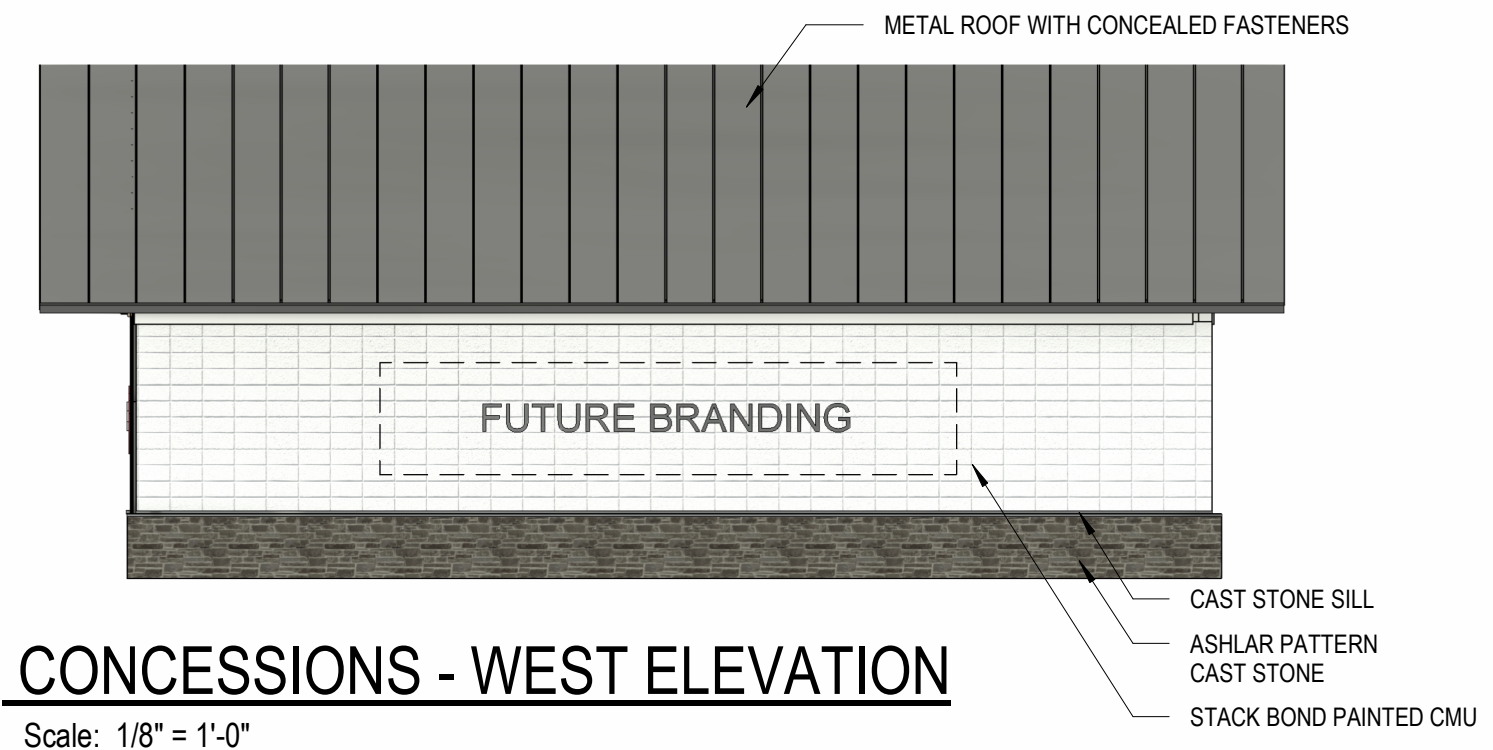 METAL ROOF WITH CONCEALED FASTENERS
FUTURE BRANDING
CAST STONE SILL
ASHLAR PATTERN
CAST STONE
STACK BOND PAINTED CMU
CONCESSIONS - WEST ELEVATION
Scale: 1/8" = 1'-0"